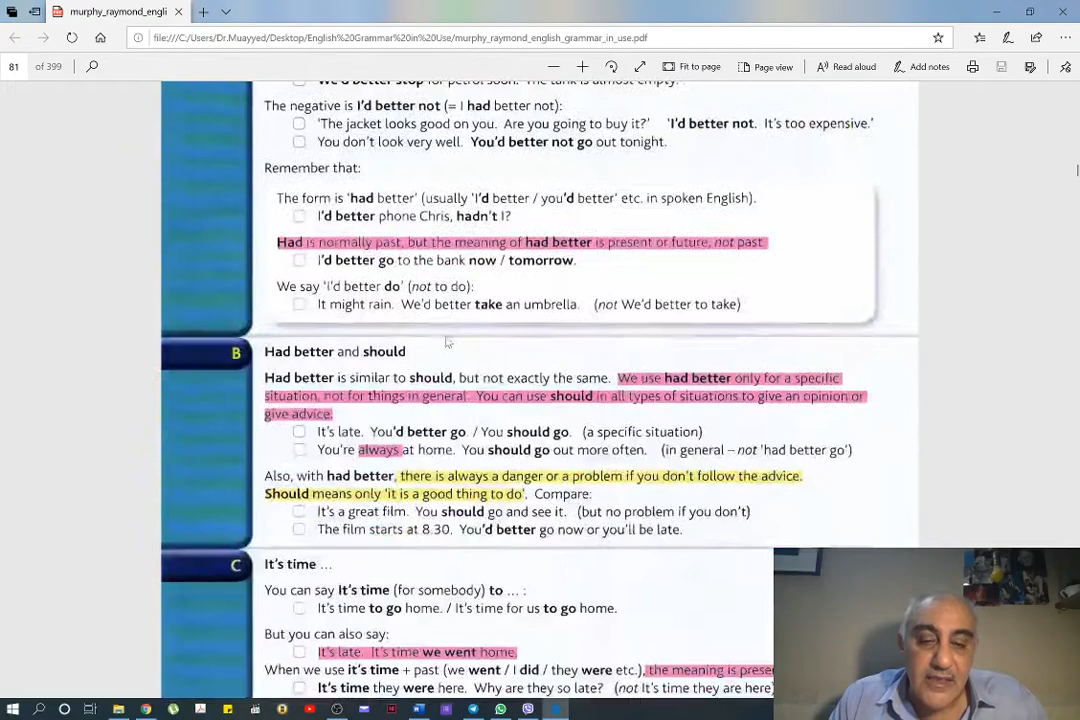 murphy_raymond_engli
file:///C:/Users/Dr.Muayyed/Desktop/English%20Grammar%20in%20Use/murphy_raymond_english_grammar_in_use.pdf
81 of 399
Fit to page
Page view
Read aloud
Add notes
We'd better stop for petrol soon. The tank is almost empty.
The negative is I'd better not (= I had better not):
'The jacket looks good on you. Are you going to buy it?' 'I'd better not. It's too expensive.'
You don't look very well. You'd better not go out tonight.
Remember that:
The form is 'had better' (usually 'I'd better / you'd better' etc. in spoken English).
I'd better phone Chris, hadn't I?
Had is normally past, but the meaning of had better is present or future, not past
I'd better go to the bank now / tomorrow.
We say 'I'd better do' (not to do):
It might rain. We'd better take an umbrella. (not We'd better to take)
B
Had better and should
Had better is similar to should, but not exactly the same. We use had better only for a specific
situation, not for things in general. You can use should in all types of situations to give an opinion or
give advice.
It's late. You'd better go. / You should go. (a specific situation)
You're always at home. You should go out more often. (in general – not 'had better go')
Also, with had better, there is always a danger or a problem if you don't follow the advice.
Should means only 'it is a good thing to do'. Compare:
It's a great film. You should go and see it. (but no problem if you don't)
The film starts at 8.30. You'd better go now or you'll be late.
C
It's time ...
You can say It's time (for somebody) to ... :
It's time to go home. / It's time for us to go home.
But you can also say:
It's late. It's time we went home.
When we use it's time + past (we went / I did / they were etc.), the meaning is prese
It's time they were here. Why are they so late? (not It's time they are here)